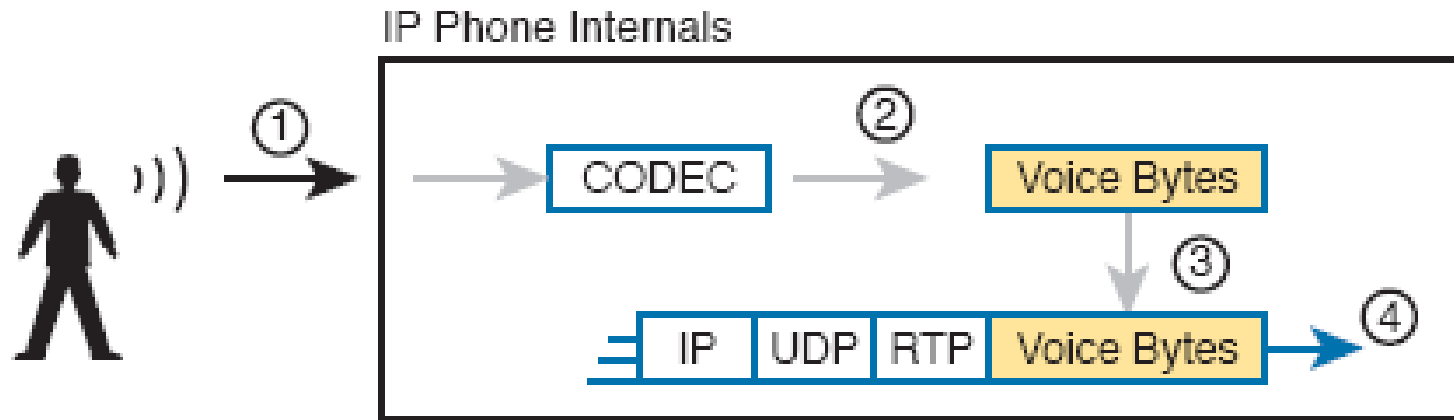 IP Phone Internals
1
2
CODEC
Voice Bytes
3
IP UDP RTP Voice Bytes
4